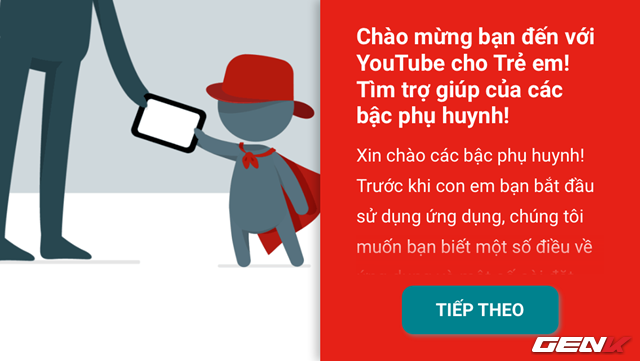 Chào mừng bạn đến với
YouTube cho Trẻ em!
Tìm trợ giúp của các
bậc phụ huynh!
Xin chào các bậc phụ huynh!
Trước khi con em bạn bắt đầu
sử dụng ứng dụng, chúng tôi
muốn bạn biết một số điều về
TIẾP THEO
GENK